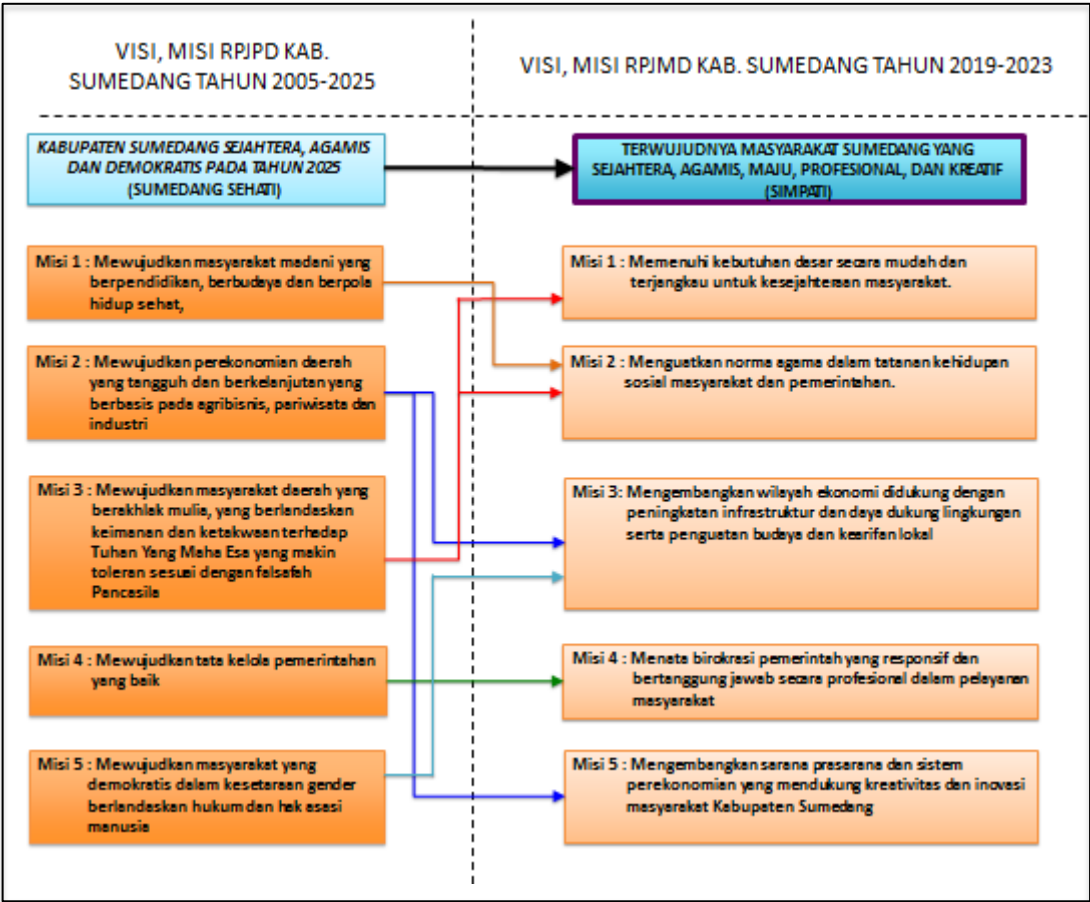 VISI, MISI RPJPD KAB.
SUMEDANG TAHUN 2005-2025
VISI, MISI RPJMD KAB. SUMEDANG TAHUN 2019-2023
KABUPATEN SUMEDANG SEJAHTERA, AGAMIS
DAN DEMOKRATIS PADA TAHUN 2025
(SUMEDANG SEHATI)
TERWUJUDNYA MASYARAKAT SUMEDANG YANG
SEJAHTERA, AGAMIS, MAJU, PROFESIONAL, DAN KREATIF
(SIMPATI)
Misi 1 : Mewujudkan masyarakat madani yang
berpendidikan, berbudaya dan berpola
hidup sehat,
Misi 1 : Memenuhi kebutuhan dasar secara mudah dan
terjangkau untuk kesejahteraan masyarakat.
Misi 2 : Mewujudkan perekonomian daerah
yang tangguh dan berkelanjutan yang
berbasis pada agribisnis, pariwisata dan
industri
Misi 2 : Menguatkan norma agama dalam tatanan kehidupan
sosial masyarakat dan pemerintahan.
Misi 3 : Mewujudkan masyarakat daerah yang
berakhlak mulia, yang berlandaskan
keimanan dan ketakwaan terhadap
Tuhan Yang Maha Esa yang makin
toleran sesuai dengan falsafah
Pancasila
Misi 3: Mengembangkan wilayah ekonomi didukung dengan
peningkatan infrastruktur dan daya dukung lingkungan
serta penguatan budaya dan kearifan lokal
Misi 4 : Mewujudkan tata kelola pemerintahan
yang baik
Misi 4 : Menata birokrasi pemerintah yang responsif dan
bertanggung jawab secara profesional dalam pelayanan
masyarakat
Misi 5 : Mewujudkan masyarakat yang
demokratis dalam kesetaraan gender
berlandaskan hukum dan hak asasi
manusia
Misi 5 : Mengembangkan sarana prasarana dan sistem
perekonomian yang mendukung kreativitas dan inovasi
masyarakat Kabupaten Sumedang